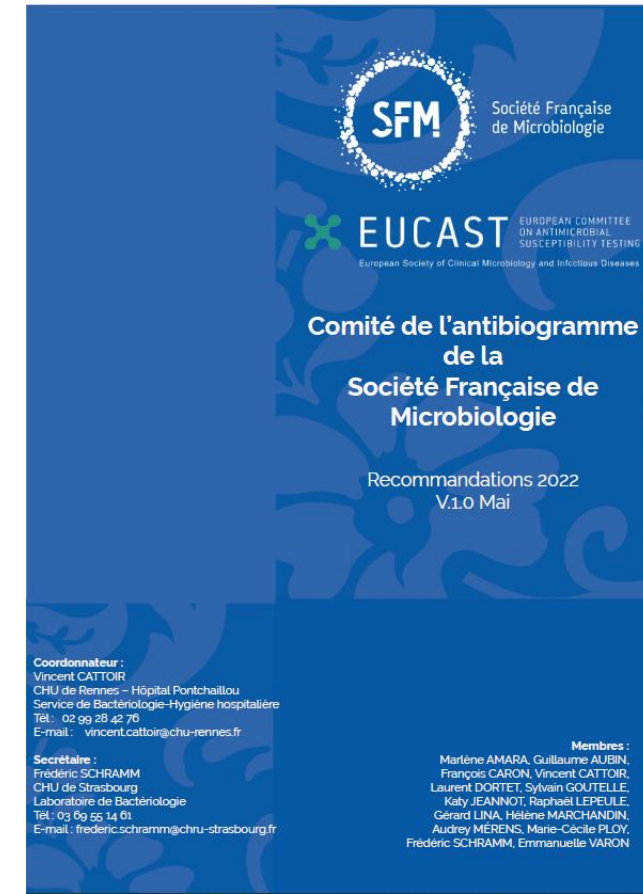 SFM
Société Française
de Microbiologie
EUCAST
EUROPEAN COMMITTEE
ON ANTIMICROBIAL
SUSCEPTIBILITY TESTING
European Society of Clinical Microbiology and Infectious Diseases
Comité de l'antibiogramme
de la
Société Française de
Microbiologie
Recommandations 2022
V.1.0 Mai
Coordonnateur :
Vincent CATTOIR
CHU de Rennes – Hôpital Pontchaillou
Service de Bactériologie-Hygiène hospitalière
Tél : 02 99 28 42 76
E-mail : vincent.cattoir@chu-rennes.fr
Secrétaire :
Frédéric SCHRAMM
CHU de Strasbourg
Laboratoire de Bactériologie
Tél : 03 69 55 14 61
E-mail : frederic.schramm@chru-strasbourg.fr
Membres :
Marlène AMARA, Guillaume AUBIN,
François CARON, Vincent CATTOIR,
Laurent DORTET, Sylvain GOUTELLE,
Katy JEANNOT, Raphaël LEPEULE,
Gérard LINA, Hélène MARCHANDIN,
Audrey MÉRENS, Marie-Cécile PLOY,
Frédéric SCHRAMM, Emmanuelle VARON